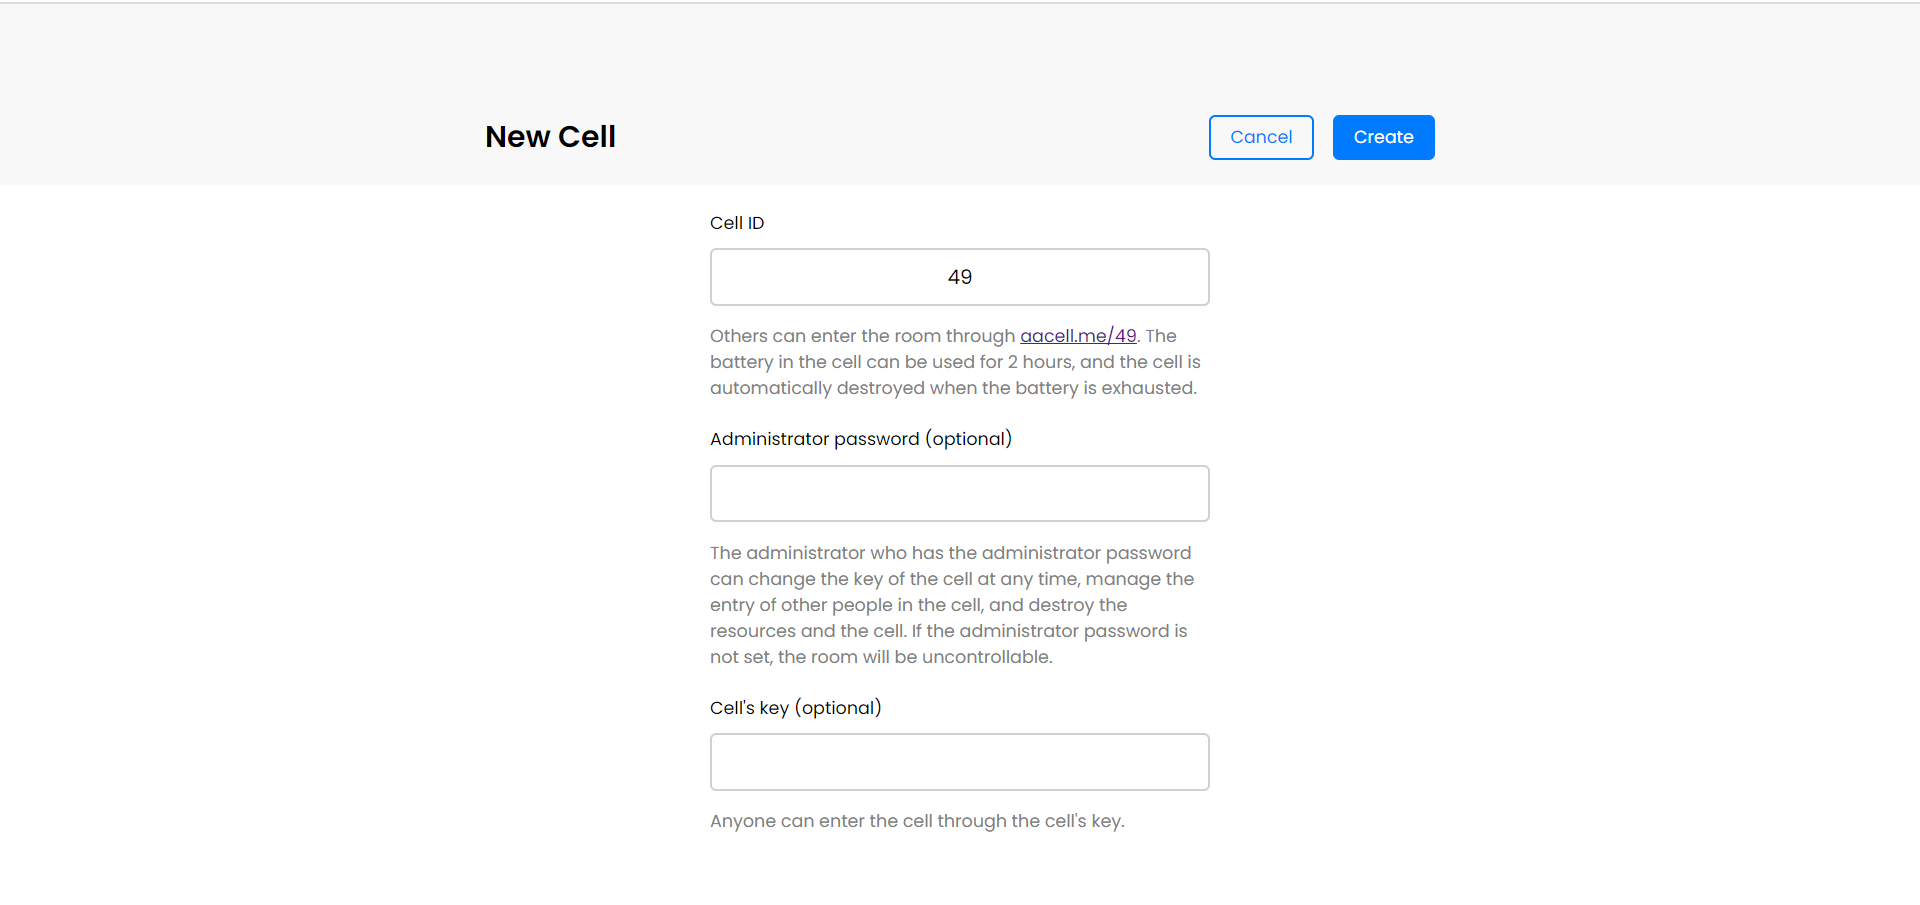 New Cell
Cancel
Create
Cell ID
49
Others can enter the room through aacell.me/49. The
battery in the cell can be used for 2 hours, and the cell is
automatically destroyed when the battery is exhausted.
Administrator password (optional)
The administrator who has the administrator password
can change the key of the cell at any time, manage the
entry of other people in the cell, and destroy the
resources and the cell. If the administrator password is
not set, the room will be uncontrollable.
Cell's key (optional)
Anyone can enter the cell through the cell's key.